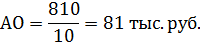 АО = 810/10 = 81 тыс. руб.